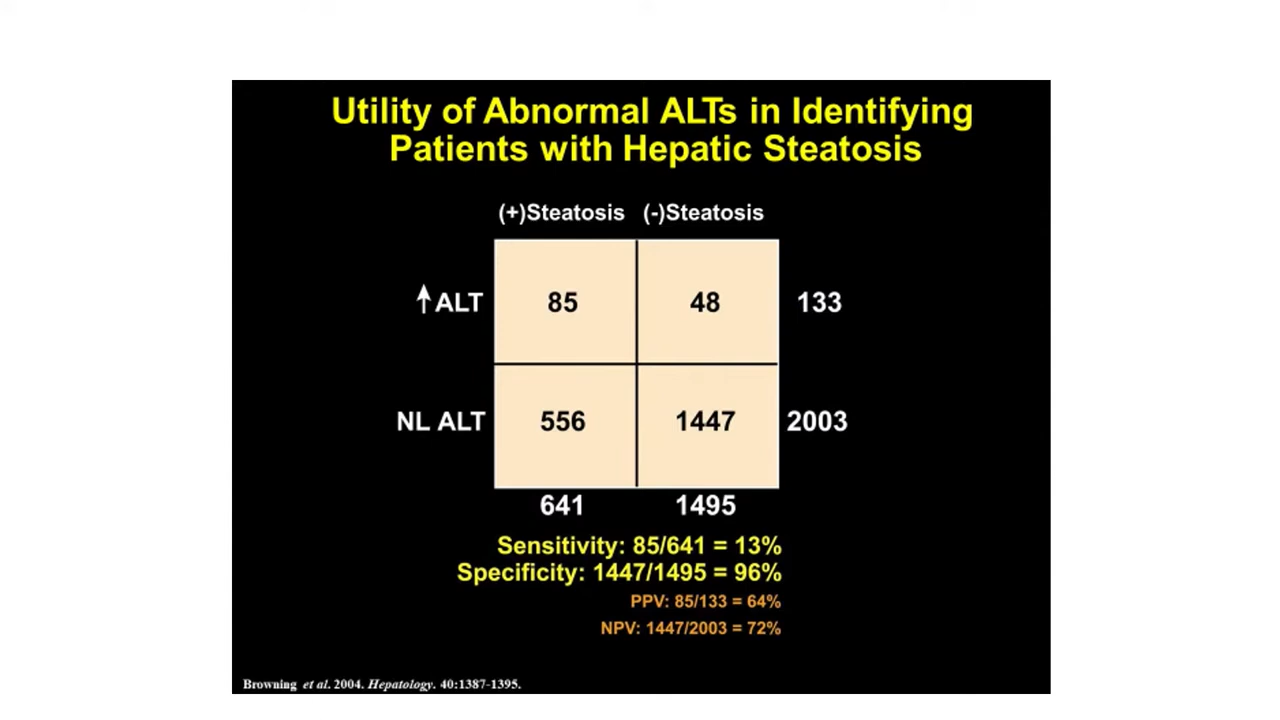 Utility of Abnormal ALTs in Identifying
Patients with Hepatic Steatosis
(+)Steatosis (-)Steatosis
↑ALT 85 48 133
NL ALT 556 1447 2003
641 1495
Sensitivity: 85/641 = 13%
Specificity: 1447/1495 = 96%
PPV: 85/133 = 64%
NPV: 1447/2003 = 72%
Browning et al. 2004. Hepatology. 40:1387-1395.